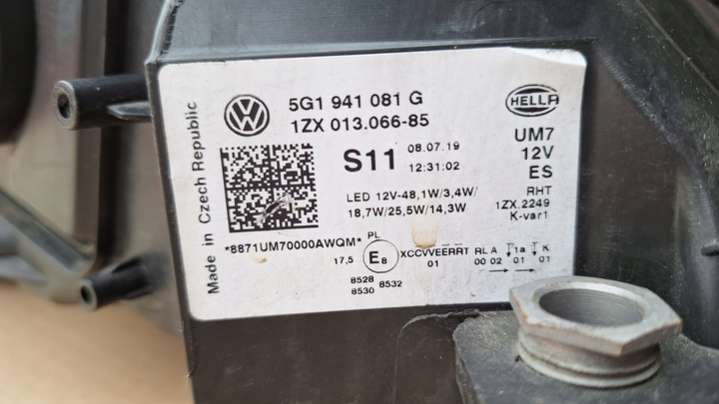 5G1 941 081 G
1ZX 013.066-85
HELLA
Made in Czech Republic
S11
08.07.19
12:31:02
UM7
12V
ES
RHT
1ZX.2249
K-var1
LED 12V-48,1W/3,4W/
18,7W/25,5W/14,3W
*8871UM70000AWQM*
PL
17,5
E8
XCCVVEERRT RL A 1a K
01 00 02 01 01
8528
8530 8532